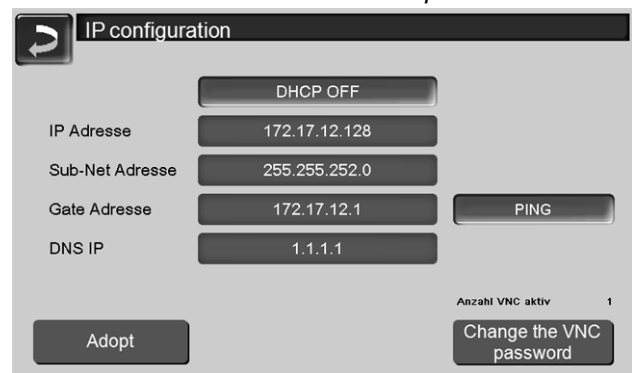 IP configuration
DHCP OFF
IP Adresse 172.17.12.128
Sub-Net Adresse 255.255.252.0
Gate Adresse 172.17.12.1 PING
DNS IP 1.1.1.1
Anzahl VNC aktiv 1
Adopt
Change the VNC
password